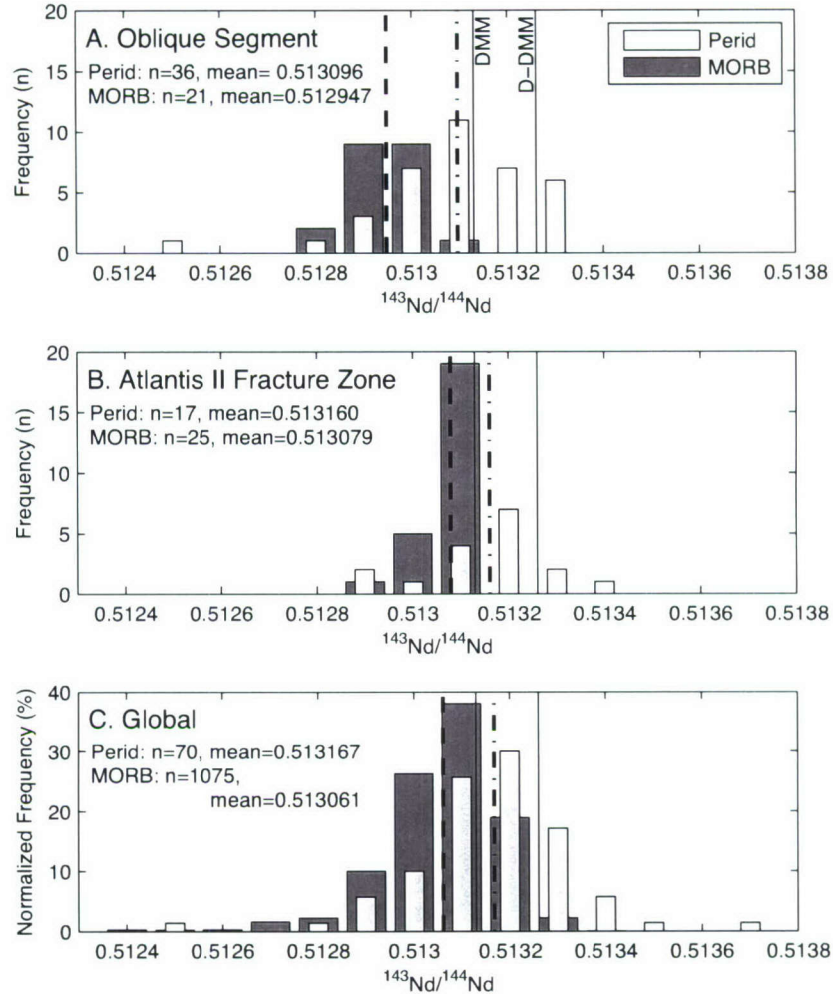 A. Oblique Segment
Perid: n=36, mean= 0.513096
MORB: n=21, mean=0.512947
DMM
D-DMM
Perid
MORB
20
15
10
5
0
Frequency (n)
0.5124 0.5126 0.5128 0.513 0.5132 0.5134 0.5136 0.5138
143Nd/144Nd
B. Atlantis II Fracture Zone
Perid: n=17, mean=0.513160
MORB: n=25, mean=0.513079
20
15
10
5
0
Frequency (n)
0.5124 0.5126 0.5128 0.513 0.5132 0.5134 0.5136 0.5138
143Nd/144Nd
C. Global
Perid: n=70, mean=0.513167
MORB: n=1075,
mean=0.513061
40
30
20
10
0
Normalized Frequency (%)
0.5124 0.5126 0.5128 0.513 0.5132 0.5134 0.5136 0.5138
143Nd/144Nd